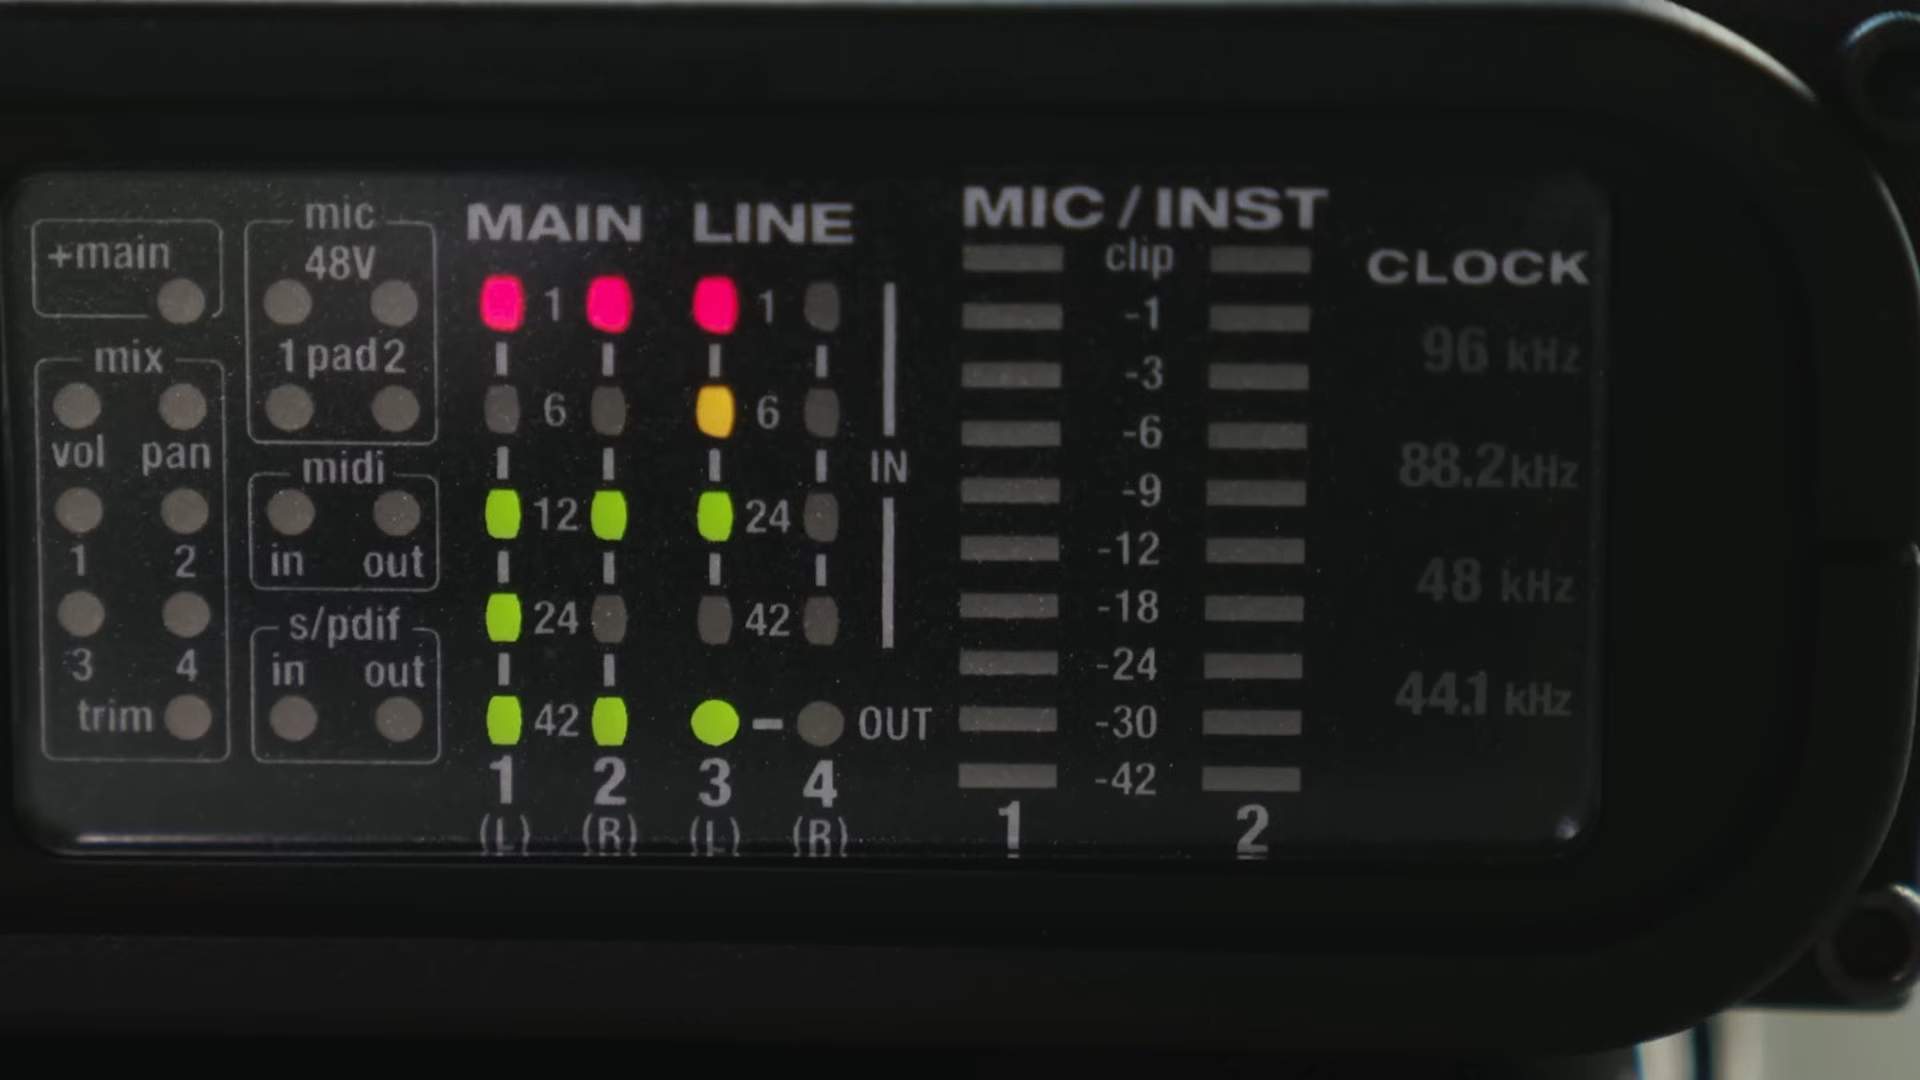 +main
mix
vol pan
1 2
3 4
trim
mic
48V
1 pad 2
midi
in out
s/pdif
in out
MAIN
1
6
12
24
42
1 2
(L) (R)
LINE
1
6
24
42
IN
OUT
3 4
(L) (R)
MIC / INST
clip
-1
-3
-6
-9
-12
-18
-24
-30
-42
1 2
CLOCK
96 kHz
88.2 kHz
48 kHz
44.1 kHz